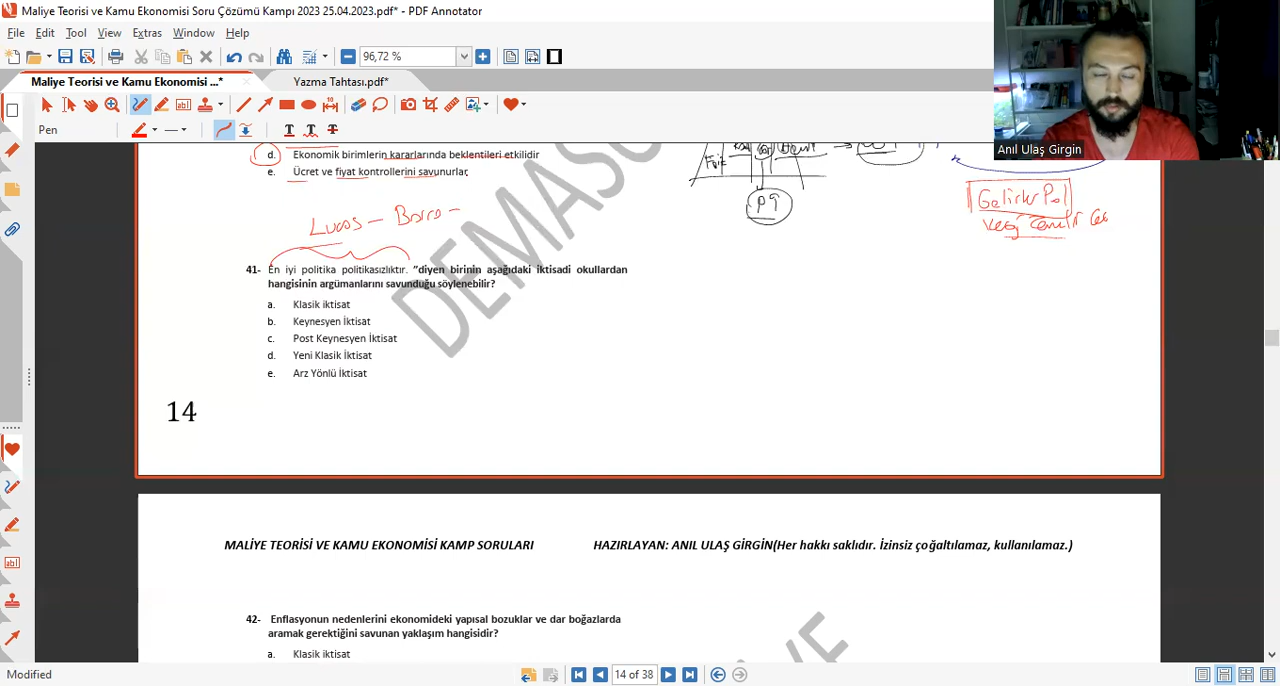 Maliye Teorisi ve Kamu Ekonomisi Soru Çözümü Kampı 2023 25.04.2023.pdf* - PDF Annotator
File Edit Tool View Extras Window Help
96,72 %
Maliye Teorisi ve Kamu Ekonomisi ...* Yazma Tahtası.pdf*
Pen
Anıl Ulaş Girgin
d. Ekonomik birimlerin kararlarında beklentileri etkilidir
e. Ücret ve fiyat kontrollerini savunurlar,
Lucas - Barro -
P↑
Gelirler Pol
41- En iyi politika politikasızlıktır. "diyen birinin aşağıdaki iktisadi okullardan
hangisinin argümanlarını savunduğu söylenebilir?
a. Klasik iktisat
b. Keynesyen İktisat
c. Post Keynesyen İktisat
d. Yeni Klasik İktisat
e. Arz Yönlü İktisat
14
DEMAS
MALİYE TEORİSİ VE KAMU EKONOMİSİ KAMP SORULARI HAZIRLAYAN: ANIL ULAŞ GİRGİN(Her hakkı saklıdır. İzinsiz çoğaltılamaz, kullanılamaz.)
42- Enflasyonun nedenlerini ekonomideki yapısal bozuklar ve dar boğazlarda
aramak gerektiğini savunan yaklaşım hangisidir?
a. Klasik iktisat
YE
Modified
14 of 38